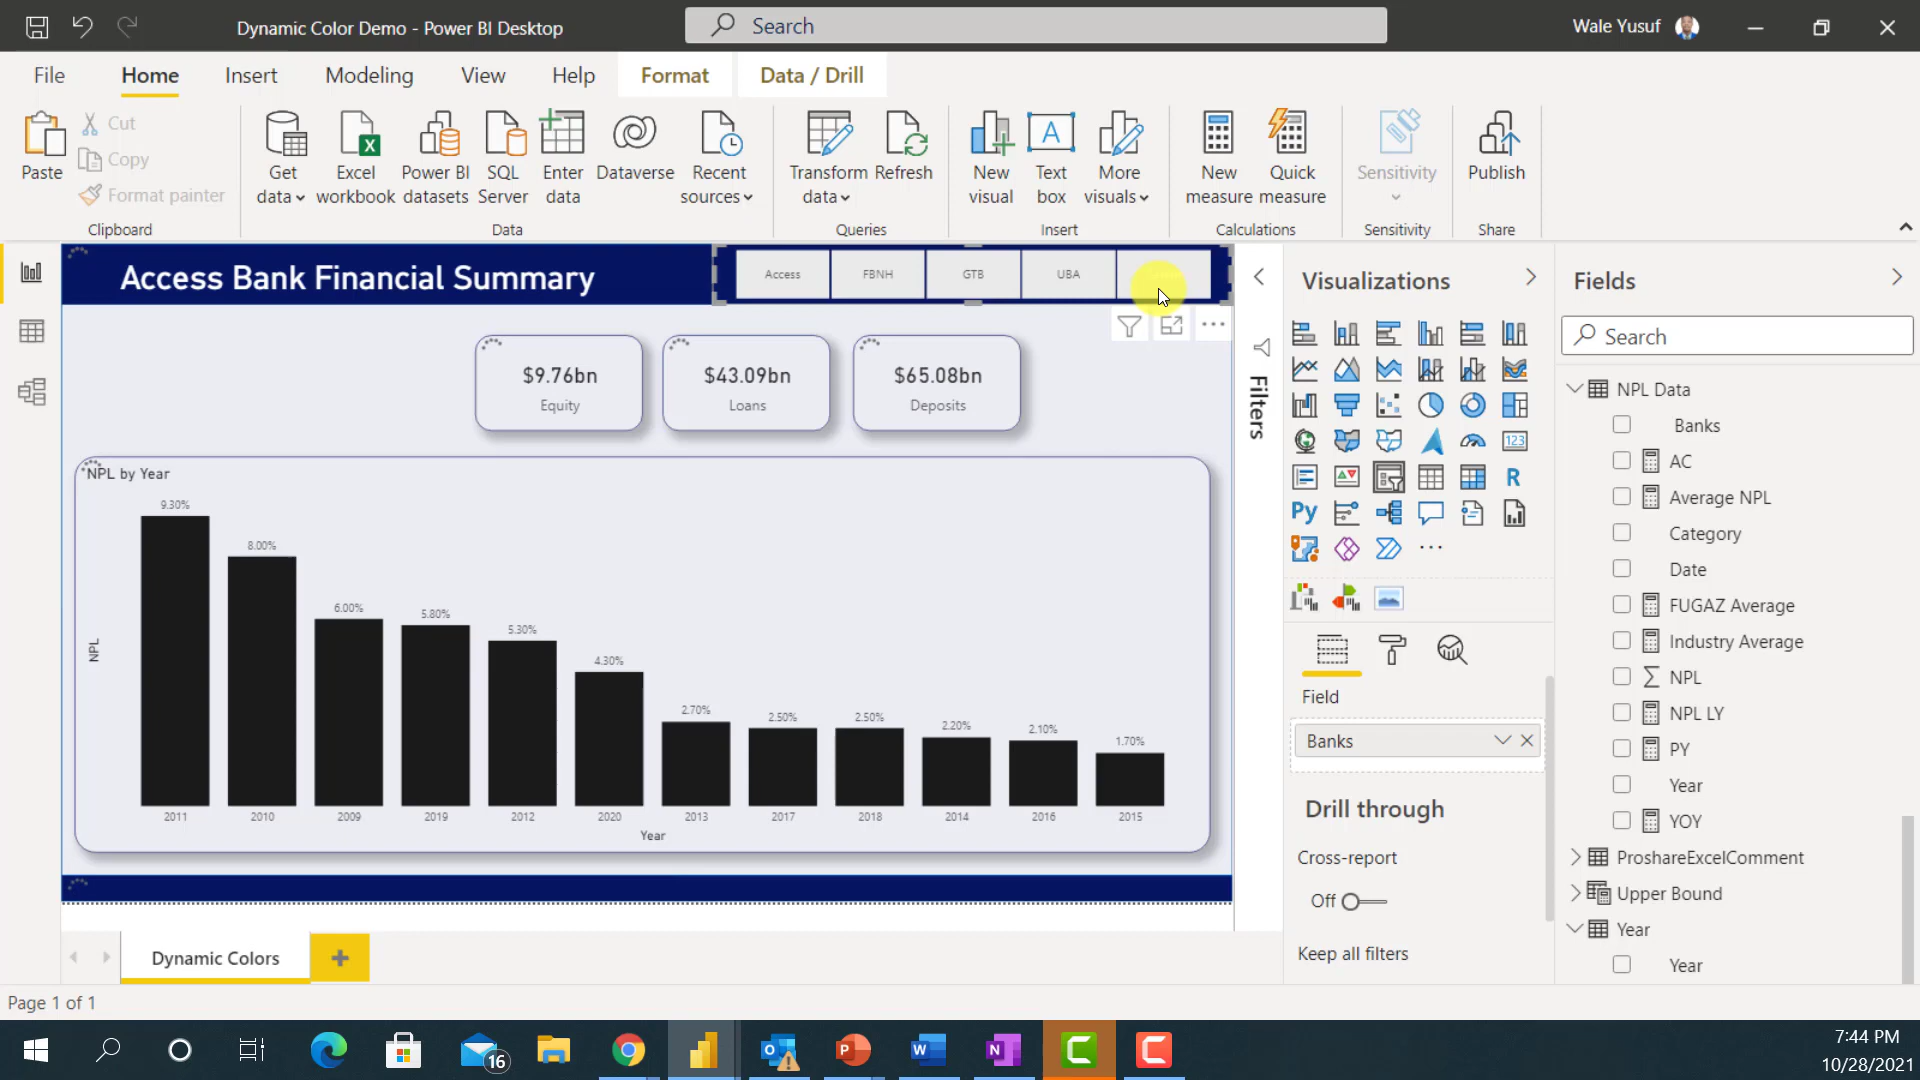 Dynamic Color Demo - Power BI Desktop
Search
Wale Yusuf
File
Home
Insert
Modeling
View
Help
Format
Data / Drill
Paste
Cut
Copy
Format painter
Clipboard
Get data
Excel workbook
Power BI datasets
SQL Server
Enter data
Dataverse
Recent sources
Data
Transform data
Refresh
Queries
New visual
Text box
More visuals
Insert
New measure
Quick measure
Calculations
Sensitivity
Sensitivity
Publish
Share
Access Bank Financial Summary
Access
FBNH
GTB
UBA
$9.76bn
Equity
$43.09bn
Loans
$65.08bn
Deposits
NPL by Year
9.30%
8.00%
6.00%
5.80%
5.30%
4.30%
2.70%
2.50%
2.50%
2.20%
2.10%
1.70%
NPL
2011
2010
2009
2019
2012
2020
2013
2017
2018
2014
2016
2015
Year
Filters
Visualizations
123
R
Py
Field
Banks
Drill through
Cross-report
Off
Keep all filters
Fields
Search
NPL Data
Banks
AC
Average NPL
Category
Date
FUGAZ Average
Industry Average
NPL
NPL LY
PY
Year
YOY
ProshareExcelComment
Upper Bound
Year
Year
Dynamic Colors
Page 1 of 1
16
7:44 PM
10/28/2021